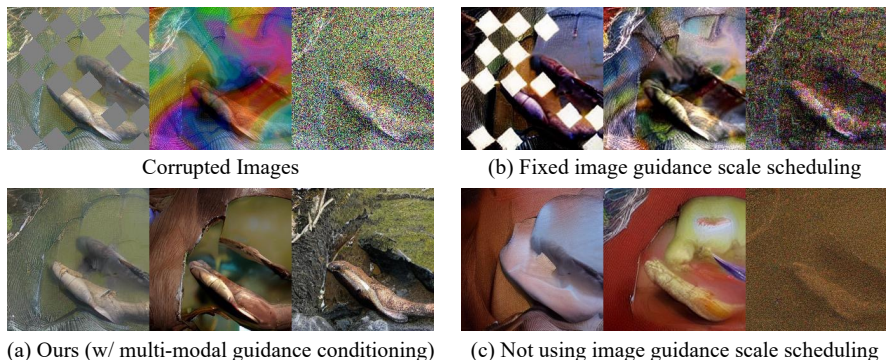 Corrupted Images
(b) Fixed image guidance scale scheduling
(a) Ours (w/ multi-modal guidance conditioning)
(c) Not using image guidance scale scheduling